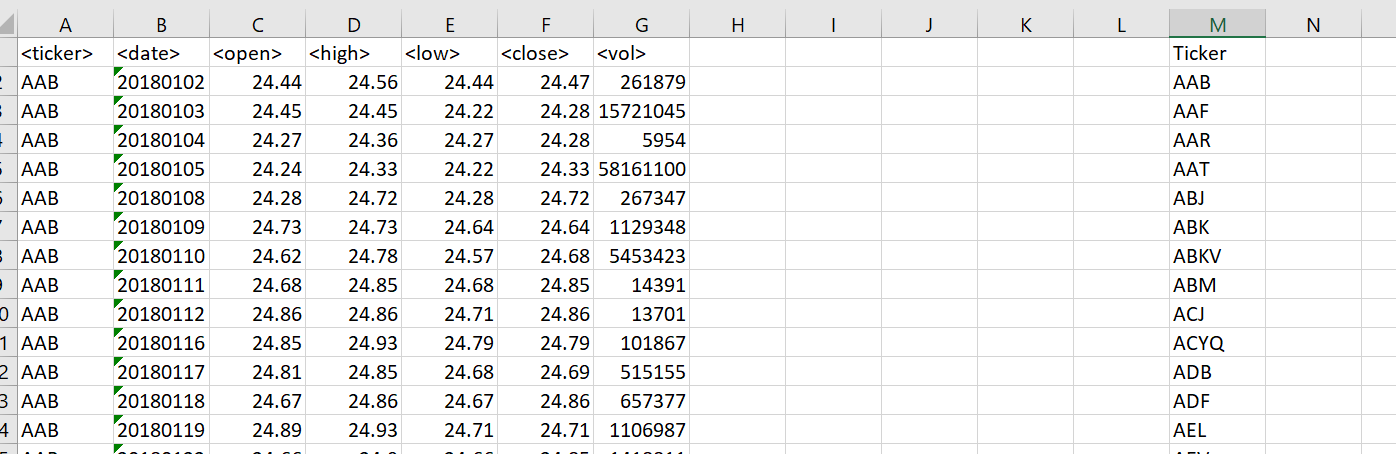 A B C D E F G H I J K L M N
<ticker> <date> <open> <high> <low> <close> <vol> Ticker
2 AAB 20180102 24.44 24.56 24.44 24.47 261879 AAB
3 AAB 20180103 24.45 24.45 24.22 24.28 15721045 AAF
4 AAB 20180104 24.27 24.36 24.27 24.28 5954 AAR
5 AAB 20180105 24.24 24.33 24.22 24.33 58161100 AAT
6 AAB 20180108 24.28 24.72 24.28 24.72 267347 ABJ
7 AAB 20180109 24.73 24.73 24.64 24.64 1129348 ABK
8 AAB 20180110 24.62 24.78 24.57 24.68 5453423 ABKV
9 AAB 20180111 24.68 24.85 24.68 24.85 14391 ABM
0 AAB 20180112 24.86 24.86 24.71 24.86 13701 ACJ
1 AAB 20180116 24.85 24.93 24.79 24.79 101867 ACYQ
2 AAB 20180117 24.81 24.85 24.68 24.69 515155 ADB
3 AAB 20180118 24.67 24.86 24.67 24.86 657377 ADF
4 AAB 20180119 24.89 24.93 24.71 24.71 1106987 AEL